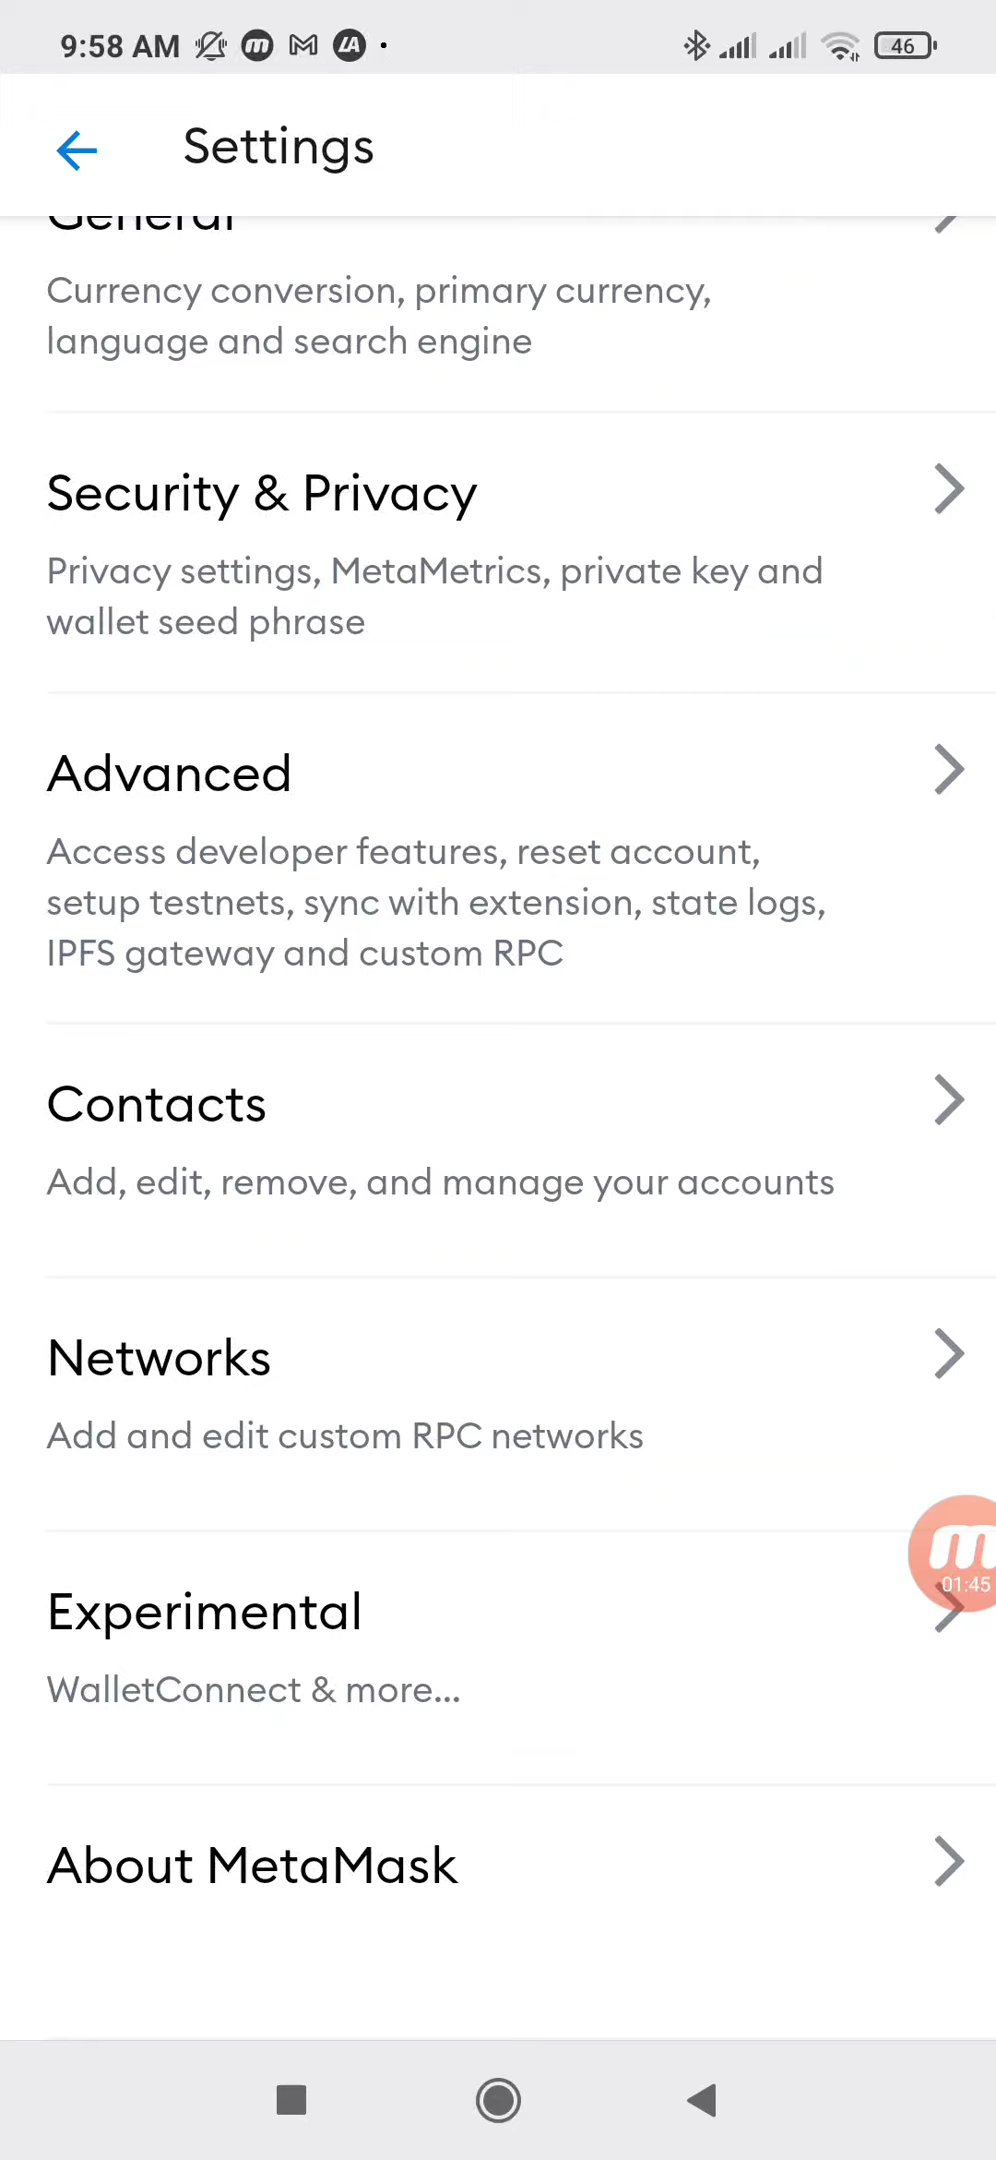 9:58 AM
46
Settings
General
Currency conversion, primary currency,
language and search engine
Security & Privacy
Privacy settings, MetaMetrics, private key and
wallet seed phrase
Advanced
Access developer features, reset account,
setup testnets, sync with extension, state logs,
IPFS gateway and custom RPC
Contacts
Add, edit, remove, and manage your accounts
Networks
Add and edit custom RPC networks
01:45
Experimental
WalletConnect & more...
About MetaMask